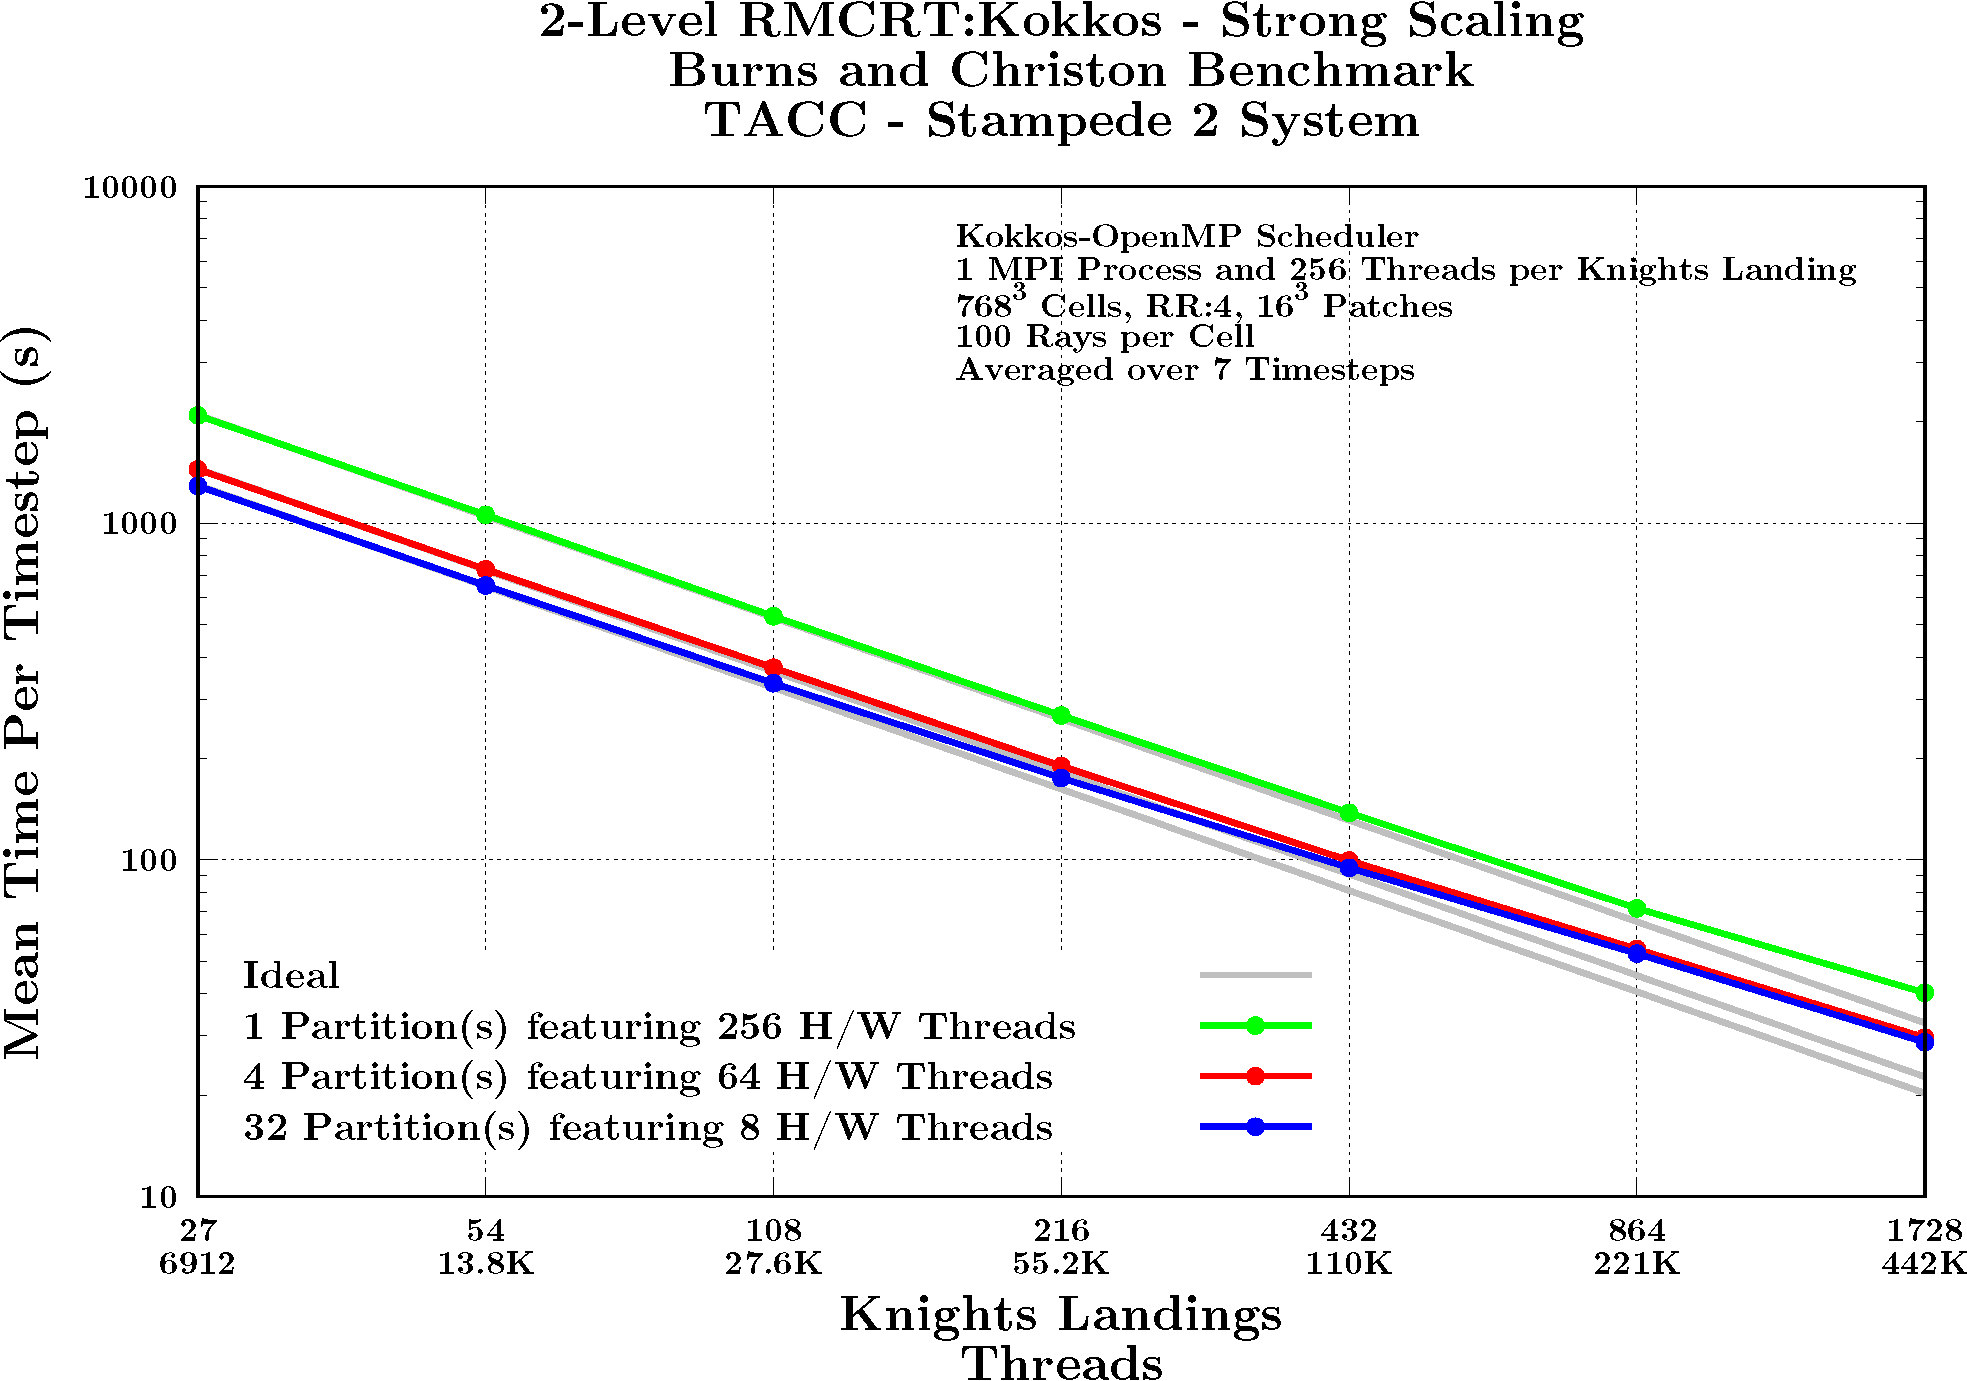 2-Level RMCRT:Kokkos - Strong Scaling
Burns and Christon Benchmark
TACC - Stampede 2 System
Mean Time Per Timestep (s)
10000
1000
100
10
Kokkos-OpenMP Scheduler
1 MPI Process and 256 Threads per Knights Landing
768³ Cells, RR:4, 16³ Patches
100 Rays per Cell
Averaged over 7 Timesteps
Ideal
1 Partition(s) featuring 256 H/W Threads
4 Partition(s) featuring 64 H/W Threads
32 Partition(s) featuring 8 H/W Threads
27 54 108 216 432 864 1728
6912 13.8K 27.6K 55.2K 110K 221K 442K
Knights Landings
Threads